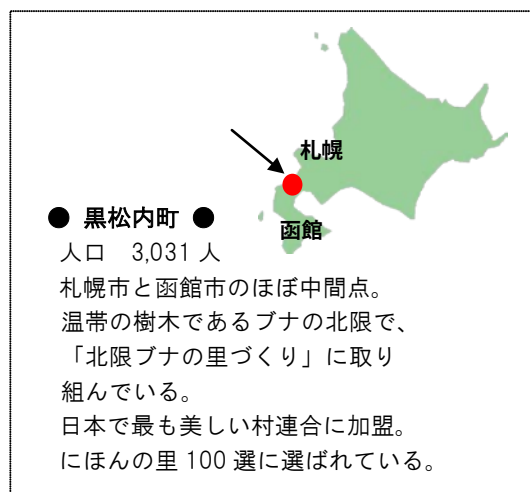 札幌
函館
● 黒松内町 ●
人口　3,031 人
札幌市と函館市のほぼ中間点。
温帯の樹木であるブナの北限で、
「北限ブナの里づくり」に取り
組んでいる。
日本で最も美しい村連合に加盟。
にほんの里 100 選に選ばれている。